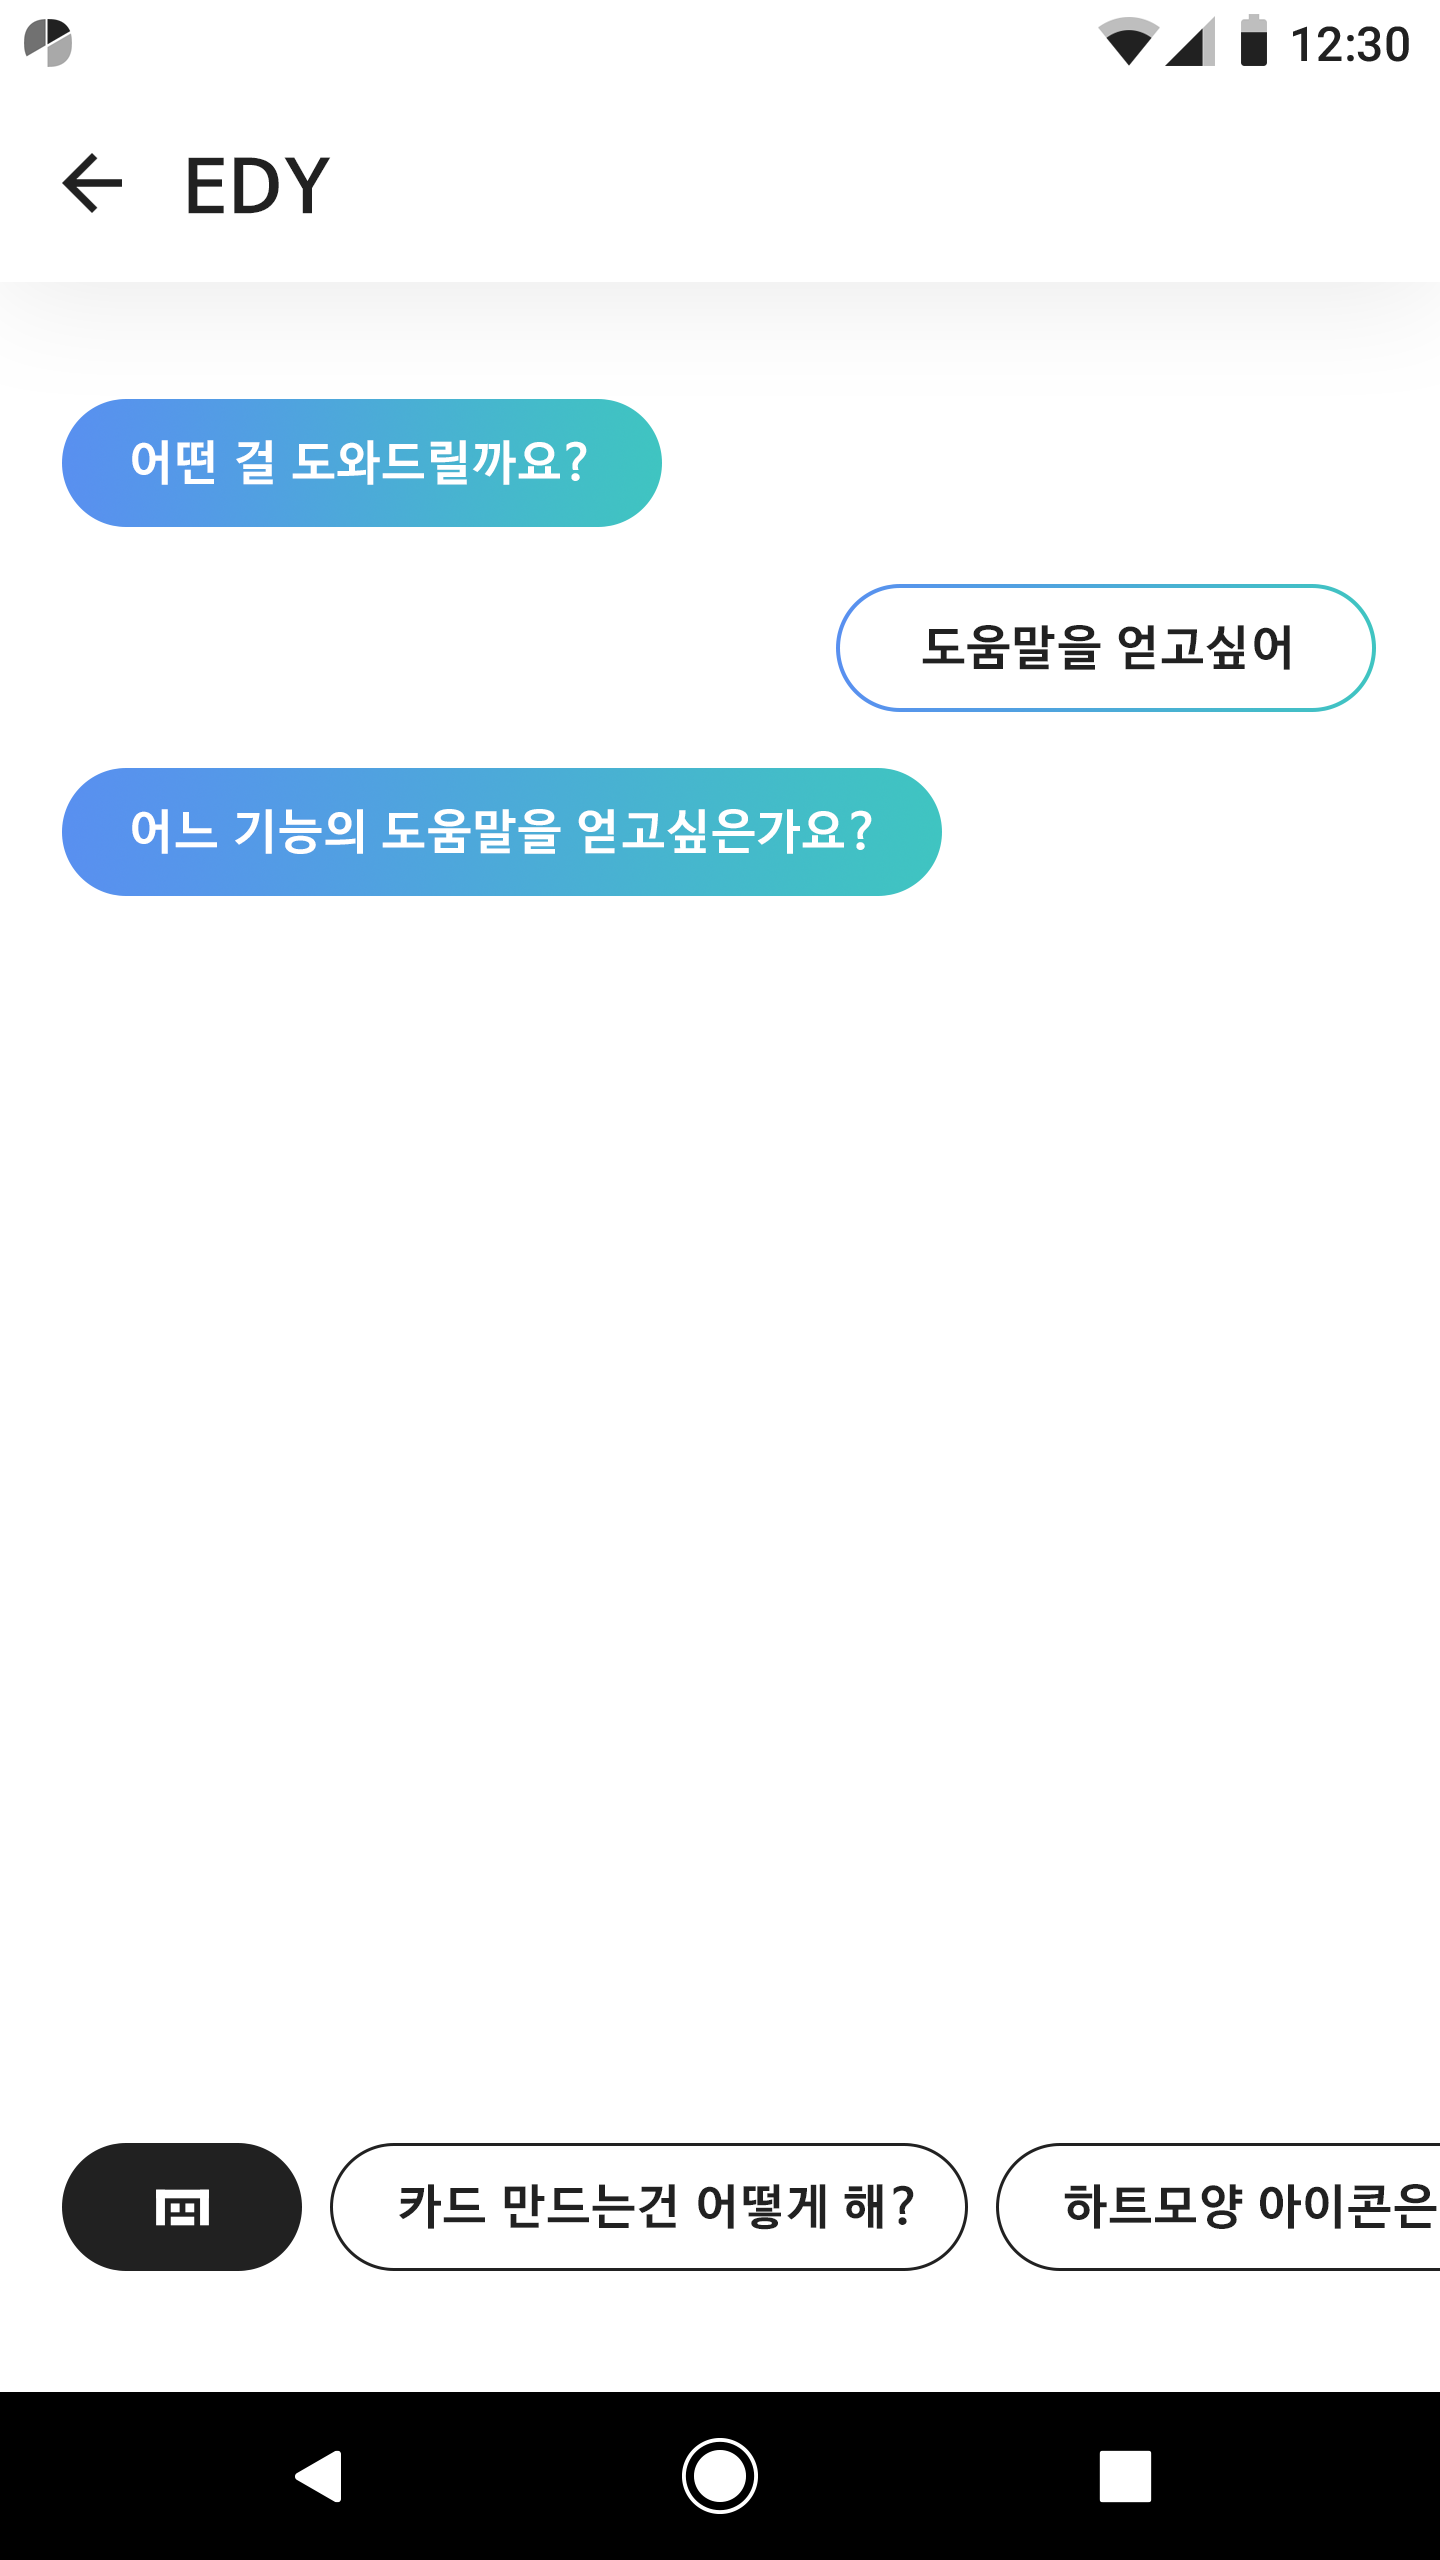 12:30
EDY
어떤 걸 도와드릴까요?
도움말을 얻고싶어
어느 기능의 도움말을 얻고싶은가요?
카드 만드는건 어떻게 해?
하트모양 아이콘은